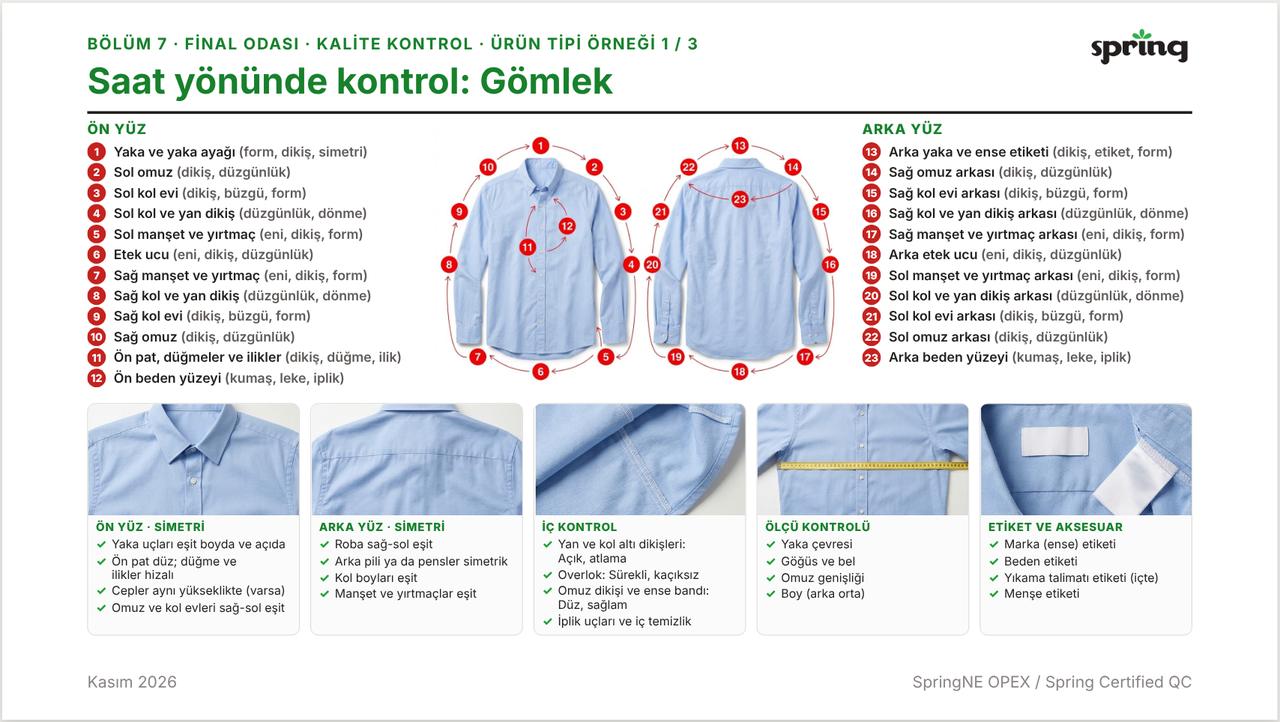 BÖLÜM 7 · FİNAL ODASI · KALİTE KONTROL · ÜRÜN TİPİ ÖRNEĞİ 1 / 3
spring
Saat yönünde kontrol: Gömlek
ÖN YÜZ
1 Yaka ve yaka ayağı (form, dikiş, simetri)
2 Sol omuz (dikiş, düzgünlük)
3 Sol kol evi (dikiş, büzgü, form)
4 Sol kol ve yan dikiş (düzgünlük, dönme)
5 Sol manşet ve yırtmaç (eni, dikiş, form)
6 Etek ucu (eni, dikiş, düzgünlük)
7 Sağ manşet ve yırtmaç (eni, dikiş, form)
8 Sağ kol ve yan dikiş (düzgünlük, dönme)
9 Sağ kol evi (dikiş, büzgü, form)
10 Sağ omuz (dikiş, düzgünlük)
11 Ön pat, düğmeler ve ilikler (dikiş, düğme, ilik)
12 Ön beden yüzeyi (kumaş, leke, iplik)
1
2
3
4
5
6
7
8
9
10
11
12
13
14
15
16
17
18
19
20
21
22
23
ARKA YÜZ
13 Arka yaka ve ense etiketi (dikiş, etiket, form)
14 Sağ omuz arkası (dikiş, düzgünlük)
15 Sağ kol evi arkası (dikiş, büzgü, form)
16 Sağ kol ve yan dikiş arkası (düzgünlük, dönme)
17 Sağ manşet ve yırtmaç arkası (eni, dikiş, form)
18 Arka etek ucu (eni, dikiş, düzgünlük)
19 Sol manşet ve yırtmaç arkası (eni, dikiş, form)
20 Sol kol ve yan dikiş arkası (düzgünlük, dönme)
21 Sol kol evi arkası (dikiş, büzgü, form)
22 Sol omuz arkası (dikiş, düzgünlük)
23 Arka beden yüzeyi (kumaş, leke, iplik)
ÖN YÜZ · SİMETRİ
✓ Yaka uçları eşit boyda ve açıda
✓ Ön pat düz; düğme ve
ilikler hizalı
✓ Cepler aynı yükseklikte (varsa)
✓ Omuz ve kol evleri sağ-sol eşit
ARKA YÜZ · SİMETRİ
✓ Roba sağ-sol eşit
✓ Arka pili ya da pensler simetrik
✓ Kol boyları eşit
✓ Manşet ve yırtmaçlar eşit
İÇ KONTROL
✓ Yan ve kol altı dikişleri:
Açık, atlama
✓ Overlok: Sürekli, kaçıksız
✓ Omuz dikişi ve ense bandı:
Düz, sağlam
✓ İplik uçları ve iç temizlik
ÖLÇÜ KONTROLÜ
✓ Yaka çevresi
✓ Göğüs ve bel
✓ Omuz genişliği
✓ Boy (arka orta)
ETİKET VE AKSESUAR
✓ Marka (ense) etiketi
✓ Beden etiketi
✓ Yıkama talimatı etiketi (içte)
✓ Menşe etiketi
Kasım 2026
SpringNE OPEX / Spring Certified QC